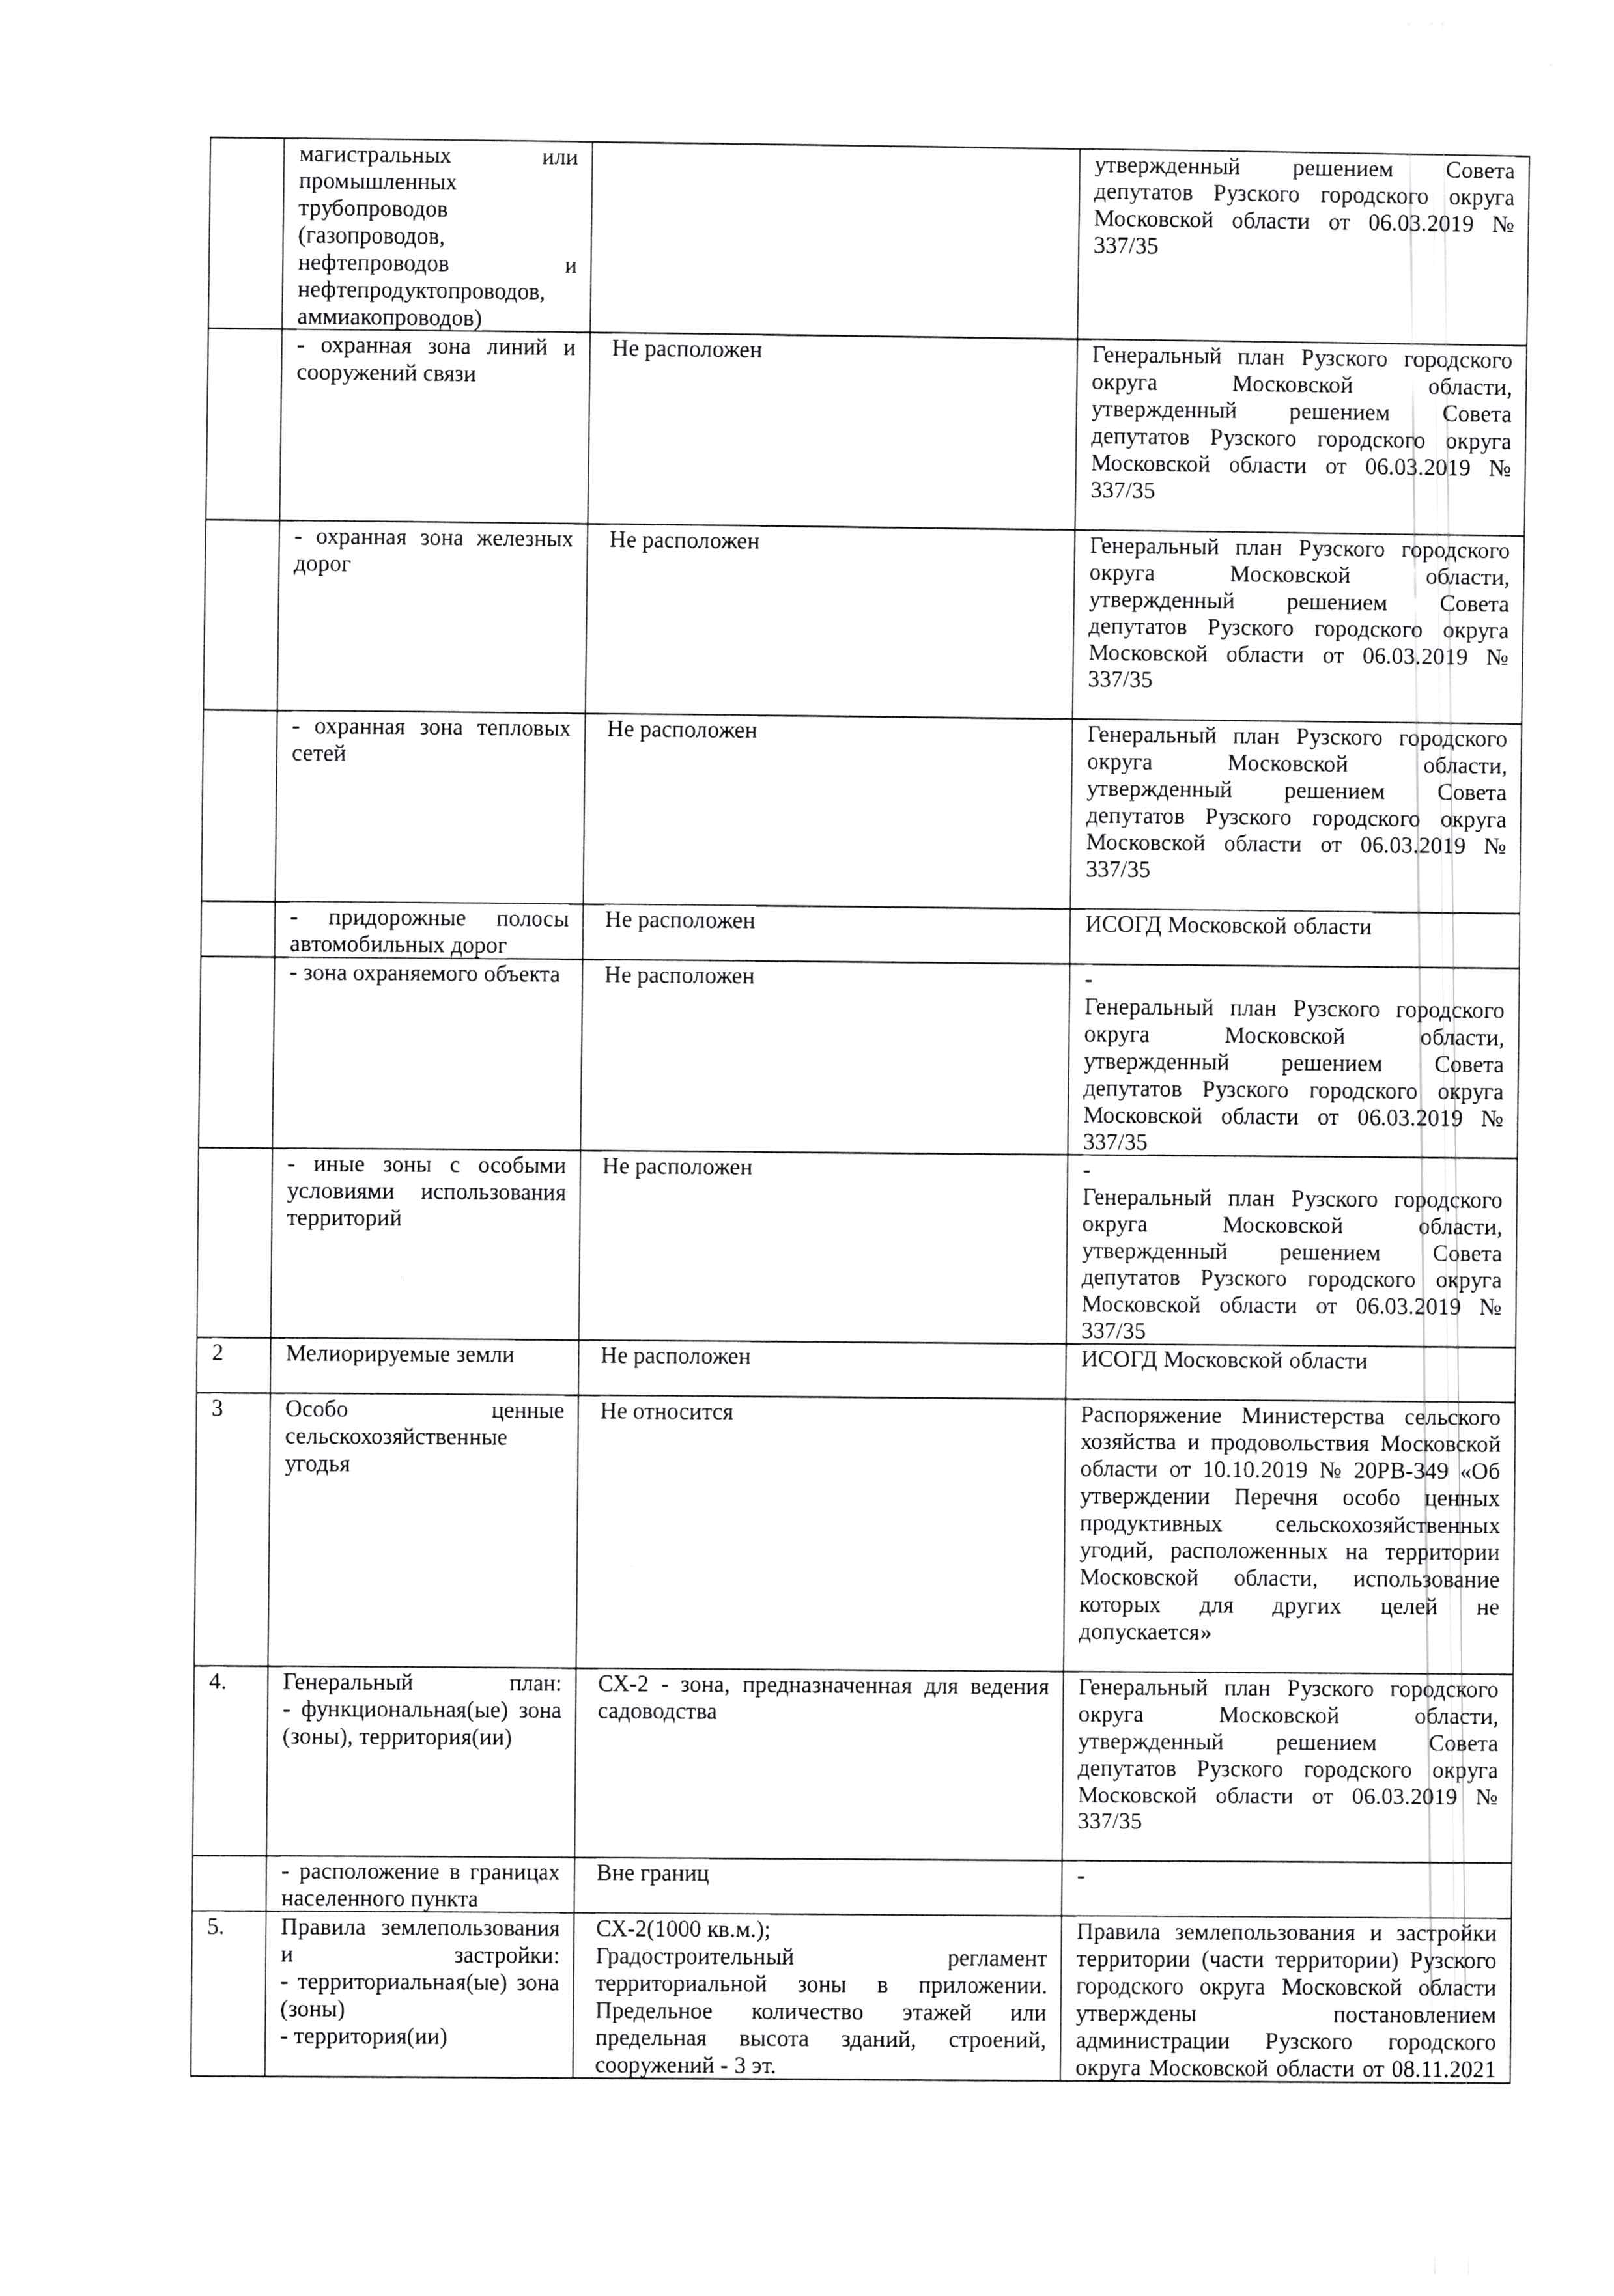 магистральных или
промышленных
трубопроводов
(газопроводов,
нефтепроводов и
нефтепродуктопроводов,
аммиакопроводов)
утвержденный решением Совета
депутатов Рузского городского округа
Московской области от 06.03.2019 №
337/35
- охранная зона линий и
сооружений связи
Не расположен
Генеральный план Рузского городского
округа Московской области,
утвержденный решением Совета
депутатов Рузского городского округа
Московской области от 06.03.2019 №
337/35
- охранная зона железных
дорог
Не расположен
Генеральный план Рузского городского
округа Московской области,
утвержденный решением Совета
депутатов Рузского городского округа
Московской области от 06.03.2019 №
337/35
- охранная зона тепловых
сетей
Не расположен
Генеральный план Рузского городского
округа Московской области,
утвержденный решением Совета
депутатов Рузского городского округа
Московской области от 06.03.2019 №
337/35
- придорожные полосы
автомобильных дорог
Не расположен
ИСОГД Московской области
- зона охраняемого объекта
Не расположен
-
Генеральный план Рузского городского
округа Московской области,
утвержденный решением Совета
депутатов Рузского городского округа
Московской области от 06.03.2019 №
337/35
- иные зоны с особыми
условиями использования
территорий
Не расположен
-
Генеральный план Рузского городского
округа Московской области,
утвержденный решением Совета
депутатов Рузского городского округа
Московской области от 06.03.2019 №
337/35
2
Мелиорируемые земли
Не расположен
ИСОГД Московской области
3
Особо ценные
сельскохозяйственные
угодья
Не относится
Распоряжение Министерства сельского
хозяйства и продовольствия Московской
области от 10.10.2019 № 20РВ-349 «Об
утверждении Перечня особо ценных
продуктивных сельскохозяйственных
угодий, расположенных на территории
Московской области, использование
которых для других целей не
допускается»
4.
Генеральный план:
- функциональная(ые) зона
(зоны), территория(ии)
СХ-2 - зона, предназначенная для ведения
садоводства
Генеральный план Рузского городского
округа Московской области,
утвержденный решением Совета
депутатов Рузского городского округа
Московской области от 06.03.2019 №
337/35
- расположение в границах
населенного пункта
Вне границ
-
5.
Правила землепользования
и застройки:
- территориальная(ые) зона
(зоны)
- территория(ии)
СХ-2(1000 кв.м.);
Градостроительный регламент
территориальной зоны в приложении.
Предельное количество этажей или
предельная высота зданий, строений,
сооружений - 3 эт.
Правила землепользования и застройки
территории (части территории) Рузского
городского округа Московской области
утверждены постановлением
администрации Рузского городского
округа Московской области от 08.11.2021